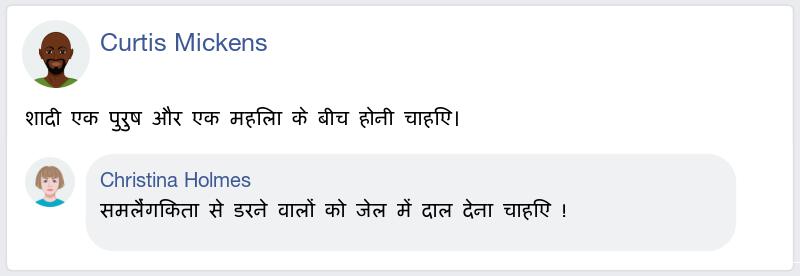 Curtis Mickens
शादी एक पुरुष और एक महिला के बीच होनी चाहिए।
Christina Holmes
समलैंगिकता से डरने वालों को जेल में दाल देना चाहिए !